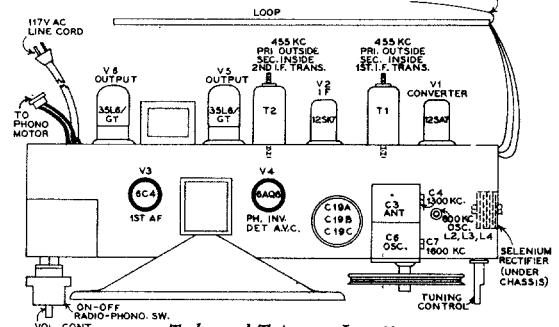 LOOP
117V AC
LINE CORD
TO
PHONO
MOTOR
V6
OUTPUT
35L6/
GT
V5
OUTPUT
35L6/
GT
455 KC
PRI. OUTSIDE
SEC. INSIDE
2ND I.F. TRANS.
T2
V2
IF
12SK7
455 KC
PRI. OUTSIDE
SEC. INSIDE
1ST. I.F. TRANS.
T1
V1
CONVERTER
12SA7
V3
6C4
1ST AF
V4
6AQ6
PH. INV.
DET A.V.C.
C19A
C19B
C19C
C3
ANT
C6
OSC.
C4
1300 KC.
600 KC
OSC.
L2, L3, L4
C7
1600 KC
SELENIUM
RECTIFIER
(UNDER
CHASSIS)
TUNING
CONTROL
ON-OFF
RADIO-PHONO. SW.
VOL. CONT.